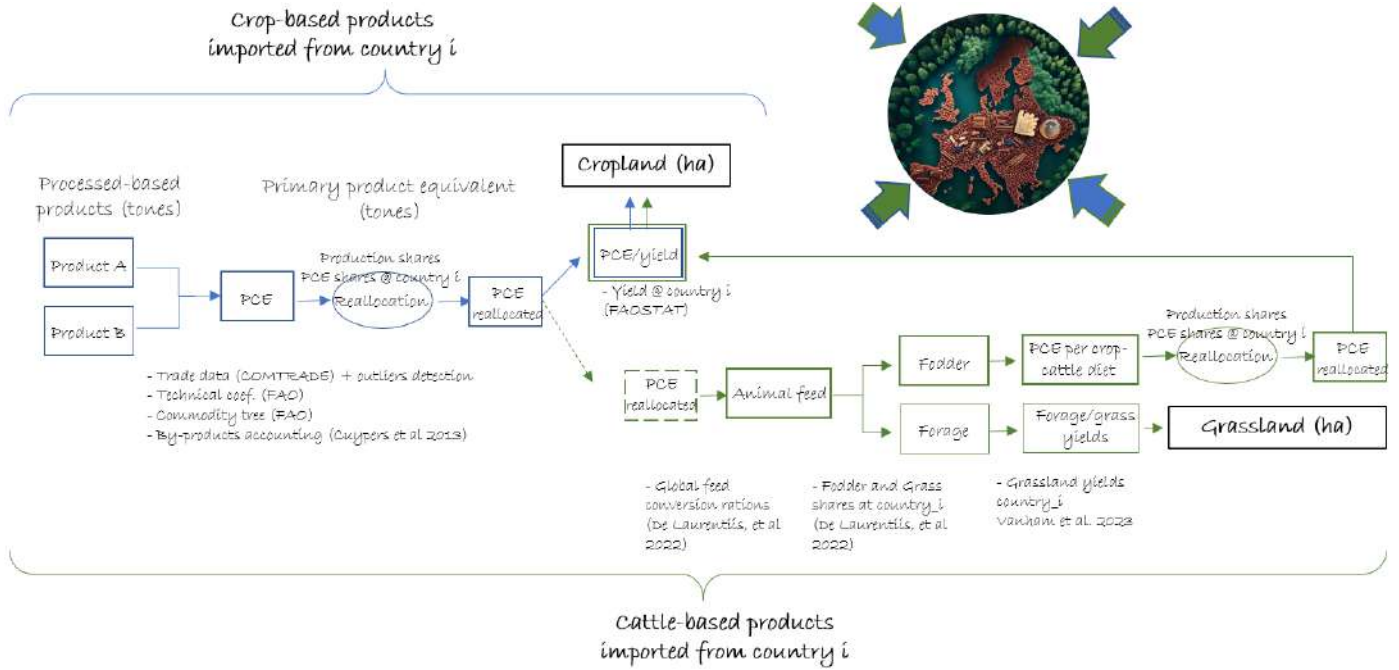 Crop-based products
imported from country i
Cropland (ha)
Processed-based
products (tones)
Primary product equivalent
(tones)
Product A
Product B
PCE
Production shares
PCE shares @ country i
Reallocation
PCE
reallocated
PCE/yield
- Yield @ country i
(FAOSTAT)
- Trade data (COMTRADE) + outliers detection
- Technical coef. (FAO)
- Commodity tree (FAO)
- By-products accounting (Cuypers et al 2013)
PCE
reallocated
Animal feed
Fodder
PCE per crop-
cattle diet
Production shares
PCE shares @ country i
Reallocation
PCE
reallocated
Forage
Forage/grass
yields
Grassland (ha)
- Global feed
conversion rations
(De Laurentiis, et al
2022)
- Fodder and Grass
shares at country_i
(De Laurentiis, et al
2022)
- Grassland yields
country_i
Vanham et al. 2023
Cattle-based products
imported from country i